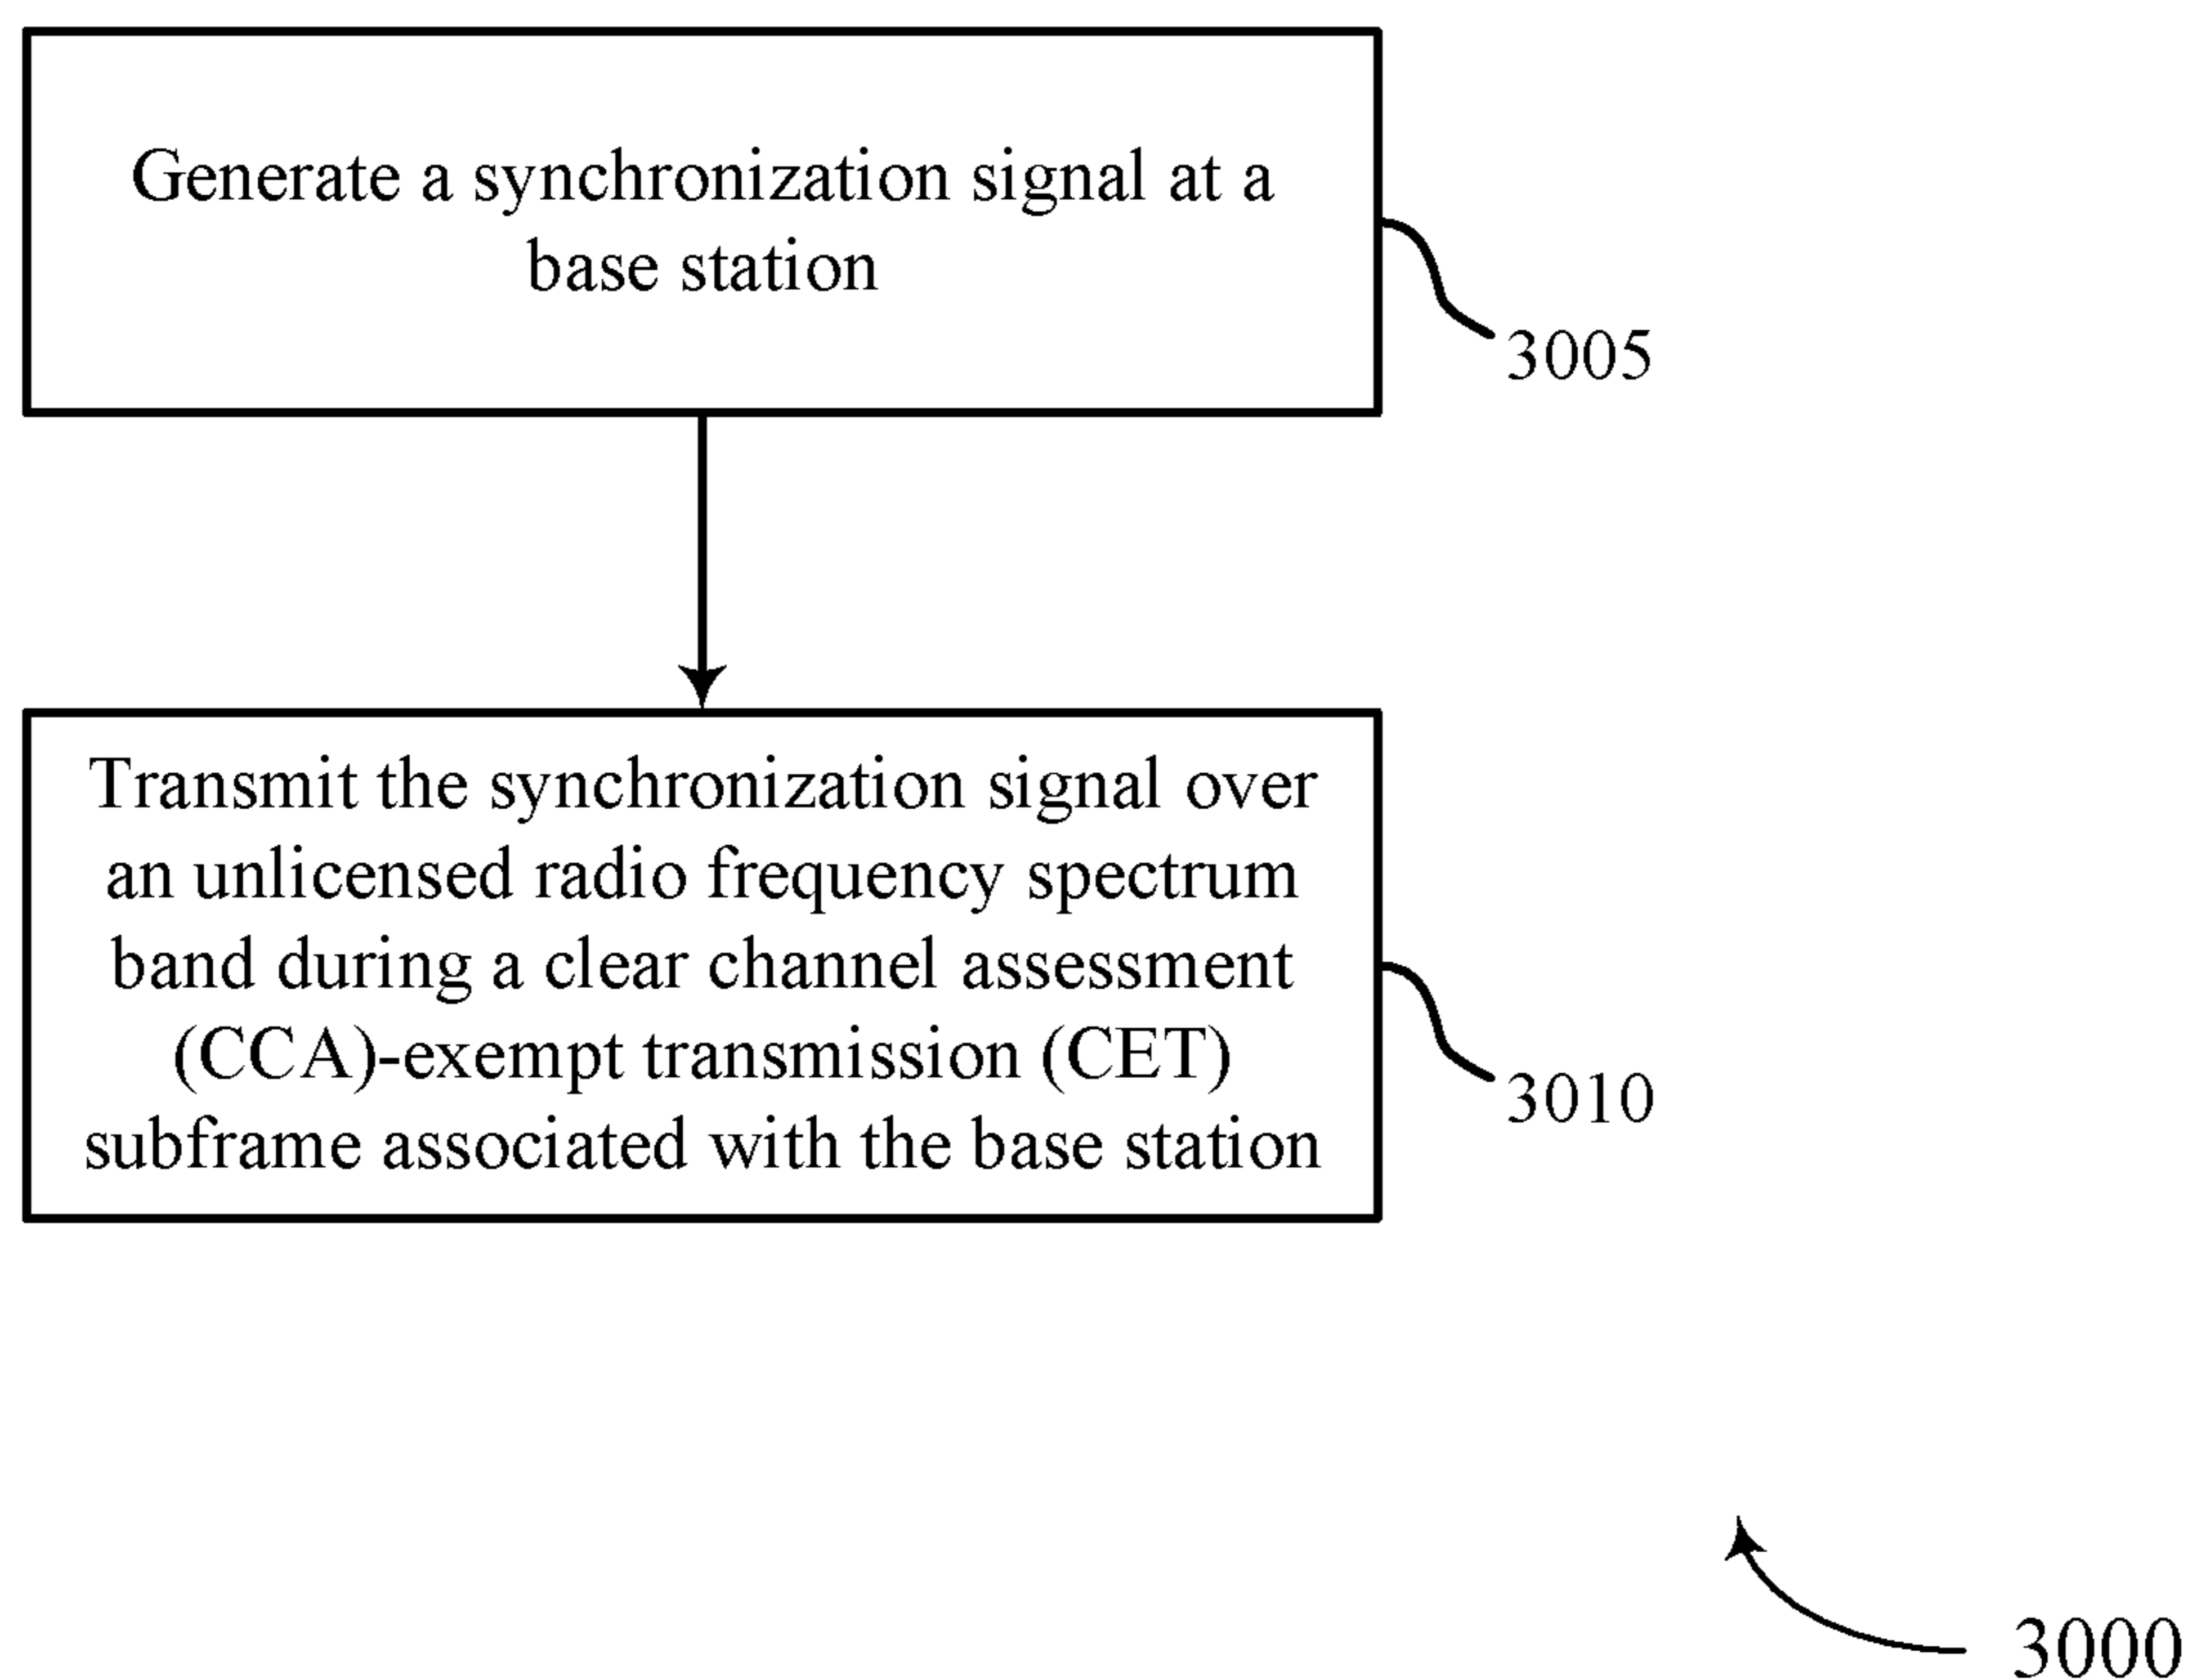 Generate a synchronization signal at a
base station
3005
Transmit the synchronization signal over
an unlicensed radio frequency spectrum
band during a clear channel assessment
(CCA)-exempt transmission (CET)
subframe associated with the base station
3010
3000